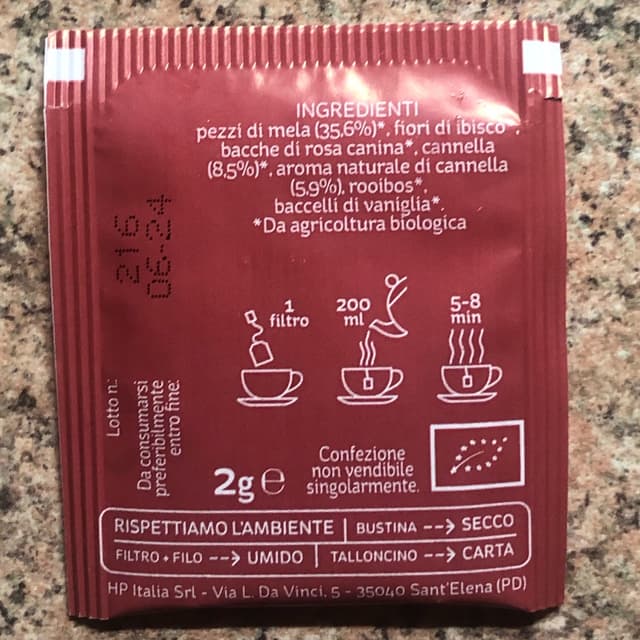 INGREDIENTI
pezzi di mela (35,6%)*, fiori di ibisco*,
bacche di rosa canina*, cannella
(8,5%)*, aroma naturale di cannella
(5,9%), rooibos*,
baccelli di vaniglia*.
*Da agricoltura biologica
216
06-24
Lotto n.:
Da consumarsi
preferibilmente
entro fine:
1
filtro
200
ml
5-8
min
2g e
Confezione
non vendibile
singolarmente.
RISPETTIAMO L'AMBIENTE | BUSTINA --> SECCO
FILTRO + FILO --> UMIDO | TALLONCINO --> CARTA
HP Italia Srl - Via L. Da Vinci, 5 - 35040 Sant'Elena (PD)